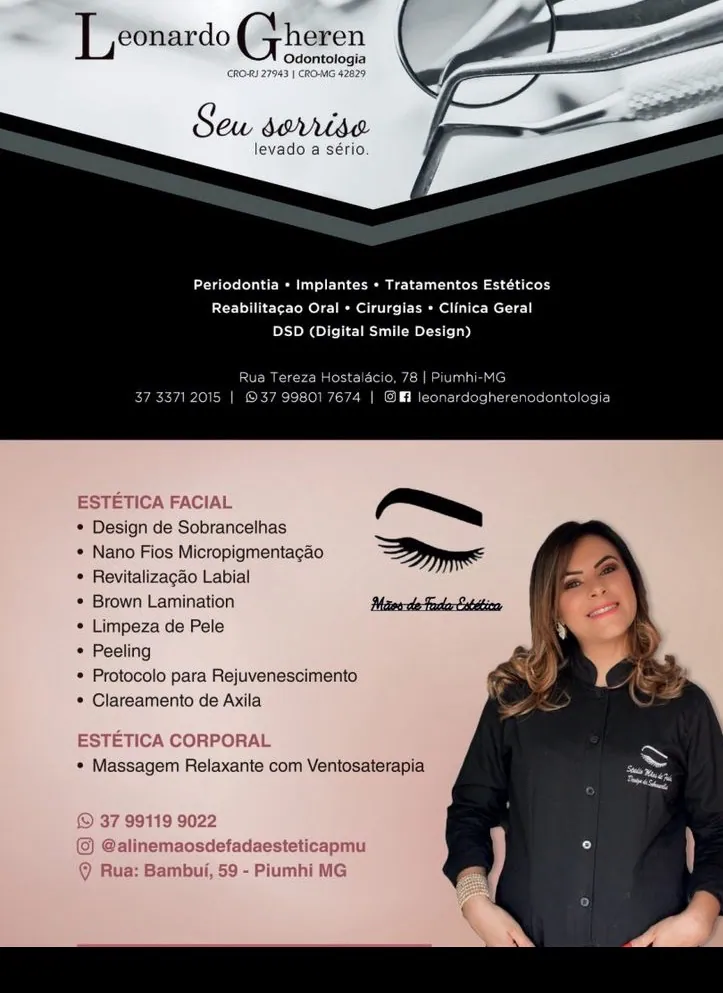 Leonardo Gheren
Odontologia
CRO-RJ 27943 | CRO-MG 42829
Seu sorriso
levado a sério.
Periodontia • Implantes • Tratamentos Estéticos
Reabilitaçao Oral • Cirurgias • Clínica Geral
DSD (Digital Smile Design)
Rua Tereza Hostalácio, 78 | Piumhi-MG
37 3371 2015 | 37 99801 7674 | leonardogherenodontologia
ESTÉTICA FACIAL
• Design de Sobrancelhas
• Nano Fios Micropigmentação
• Revitalização Labial
• Brown Lamination
• Limpeza de Pele
• Peeling
• Protocolo para Rejuvenescimento
• Clareamento de Axila
ESTÉTICA CORPORAL
• Massagem Relaxante com Ventosaterapia
37 99119 9022
@alinemaosdefadaesteticapmu
Rua: Bambuí, 59 - Piumhi MG
Mãos de Fada Estética